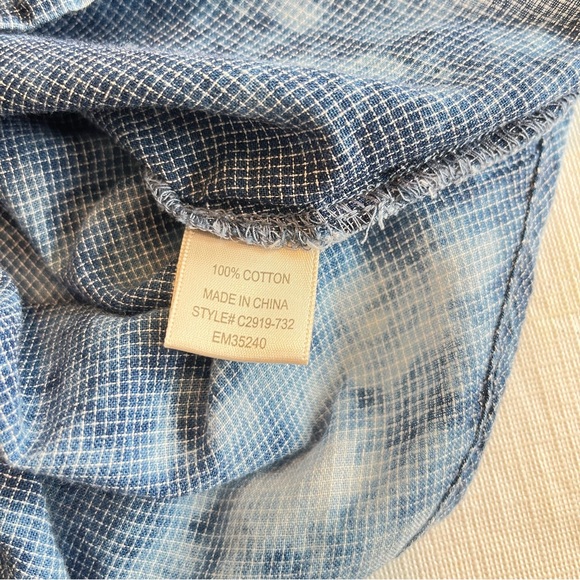 100% COTTON
MADE IN CHINA
STYLE# C2919-732
EM35240